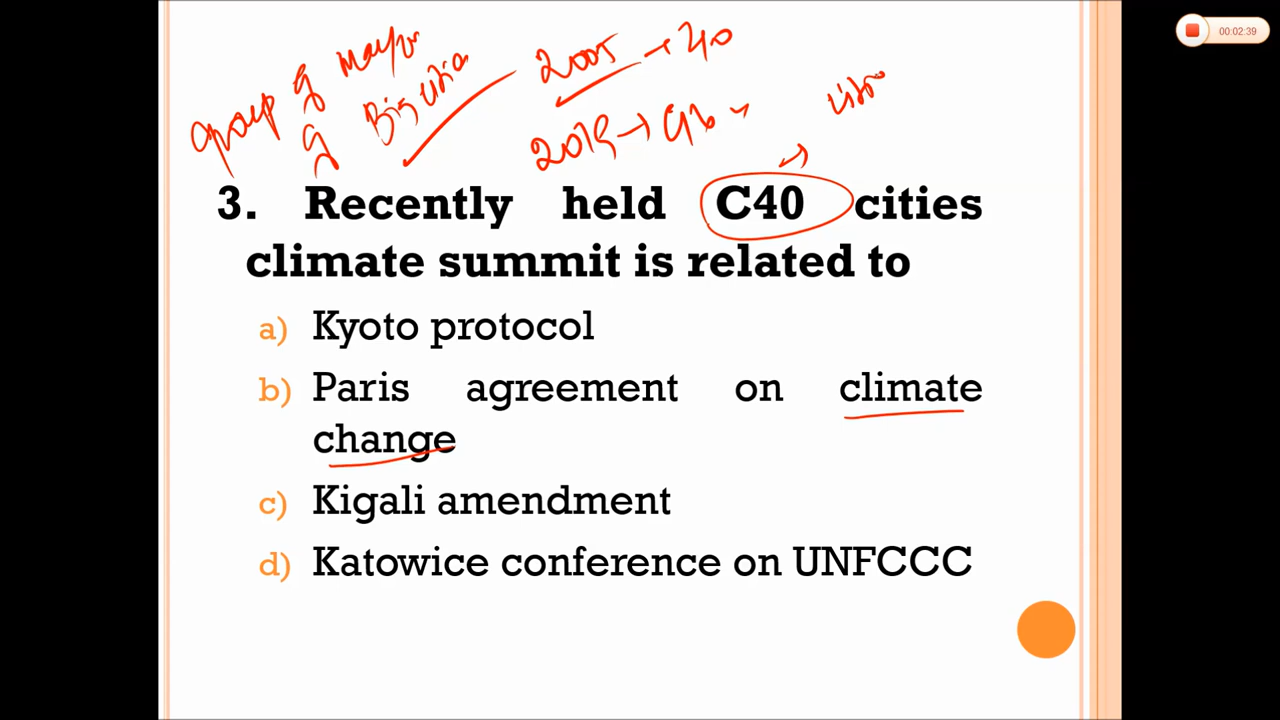 00:02:39
group of mayor
of Big cities
2005 → 40
2019 → 96
3. Recently held C40 cities
climate summit is related to
a) Kyoto protocol
b) Paris agreement on climate
change
c) Kigali amendment
d) Katowice conference on UNFCCC